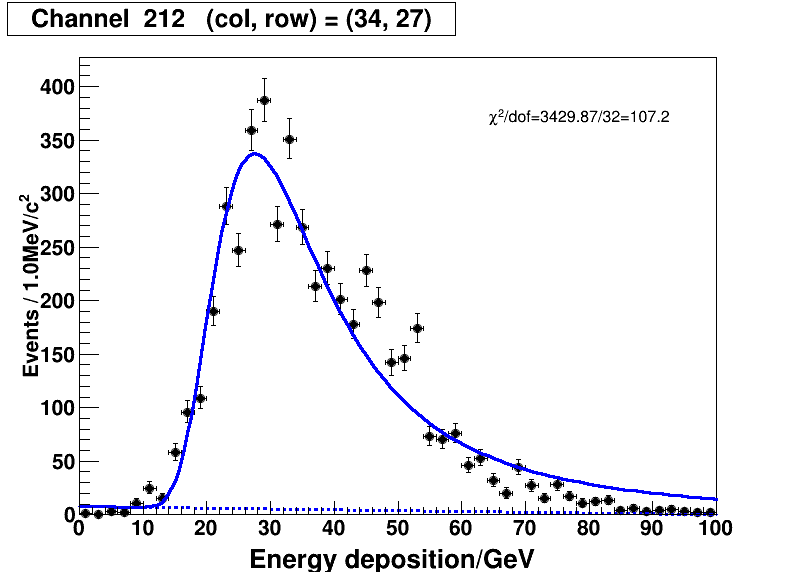 Channel 212 (col, row) = (34, 27)
χ²/dof=3429.87/32=107.2
Events / 1.0MeV/c²
400
350
300
250
200
150
100
50
0
0 10 20 30 40 50 60 70 80 90 100
Energy deposition/GeV